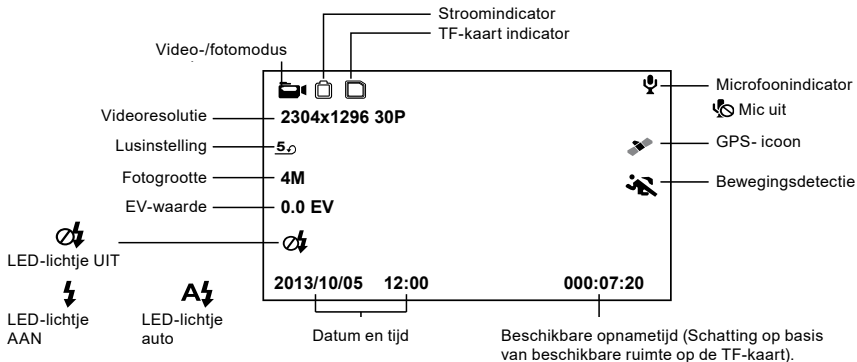 Stroomindicator
TF-kaart indicator
Video-/fotomodus
Microfoonindicator
Mic uit
Videoresolutie
2304x1296 30P
Lusinstelling
5
GPS- icoon
Fotogrootte
4M
Bewegingsdetectie
EV-waarde
0.0 EV
LED-lichtje UIT
2013/10/05 12:00 000:07:20
A
LED-lichtje
AAN
LED-lichtje
auto
Datum en tijd
Beschikbare opnametijd (Schatting op basis
van beschikbare ruimte op de TF-kaart).